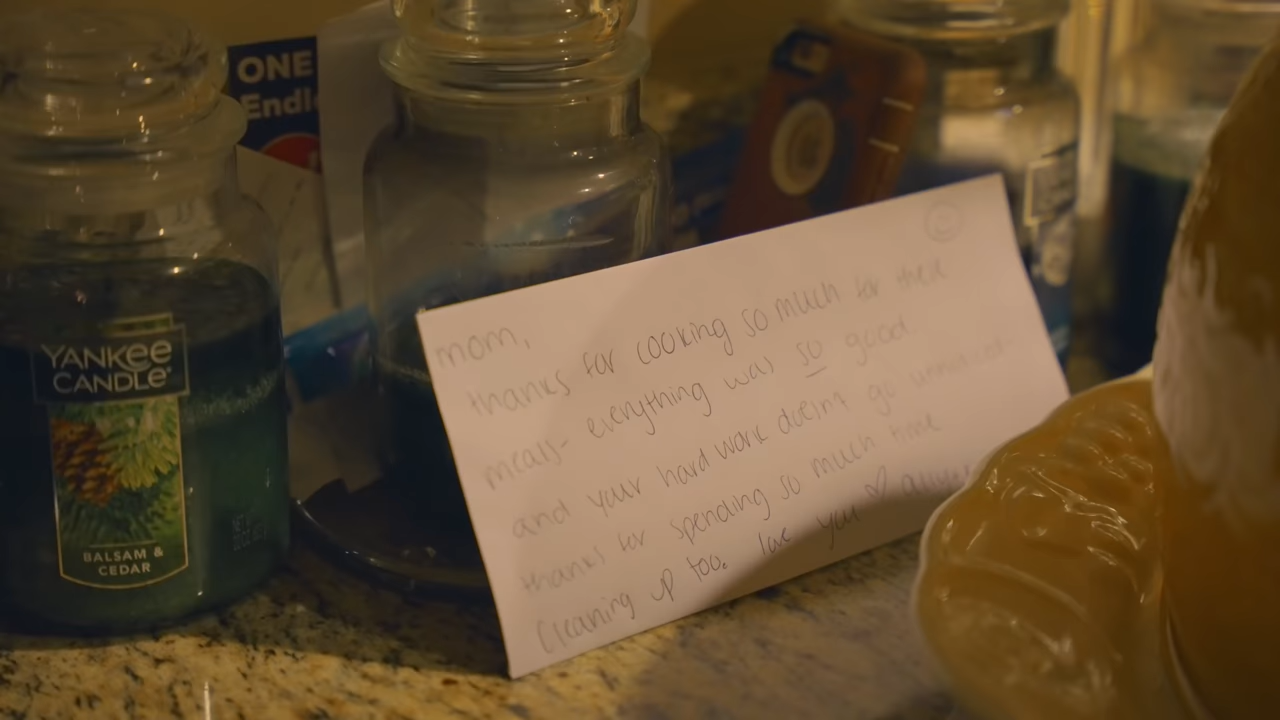 ONE
Endl
YANKEE
CANDLE®
BALSAM &
CEDAR
mom,
thanks for cooking so much for these
meals- everything was so good
and your hard work doesn't go unnoticed.
thanks for spending so much time
cleaning up too. love you ♡